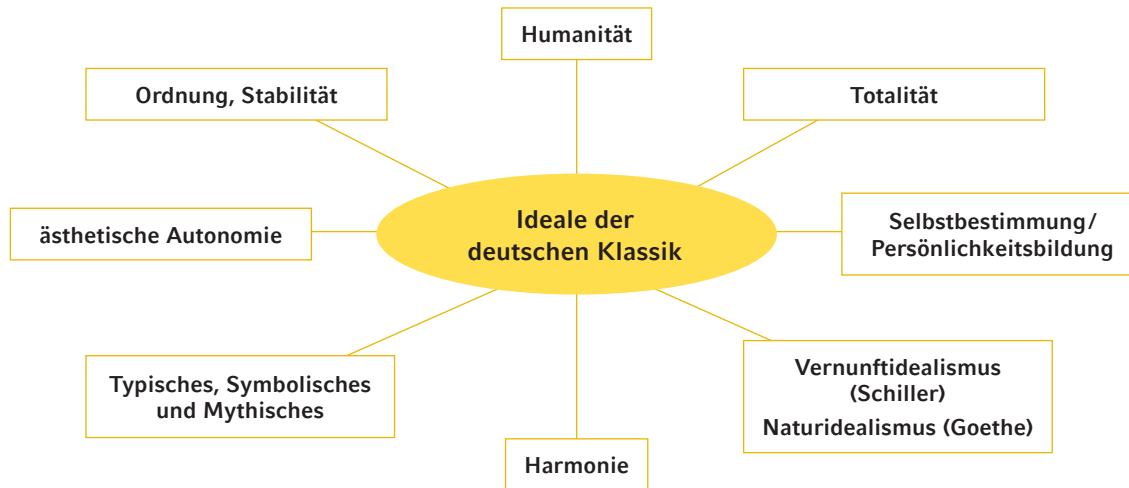 Humanität
Ordnung, Stabilität
Totalität
ästhetische Autonomie
Ideale der
deutschen Klassik
Selbstbestimmung/
Persönlichkeitsbildung
Typisches, Symbolisches
und Mythisches
Vernunftidealismus
(Schiller)
Naturidealismus (Goethe)
Harmonie